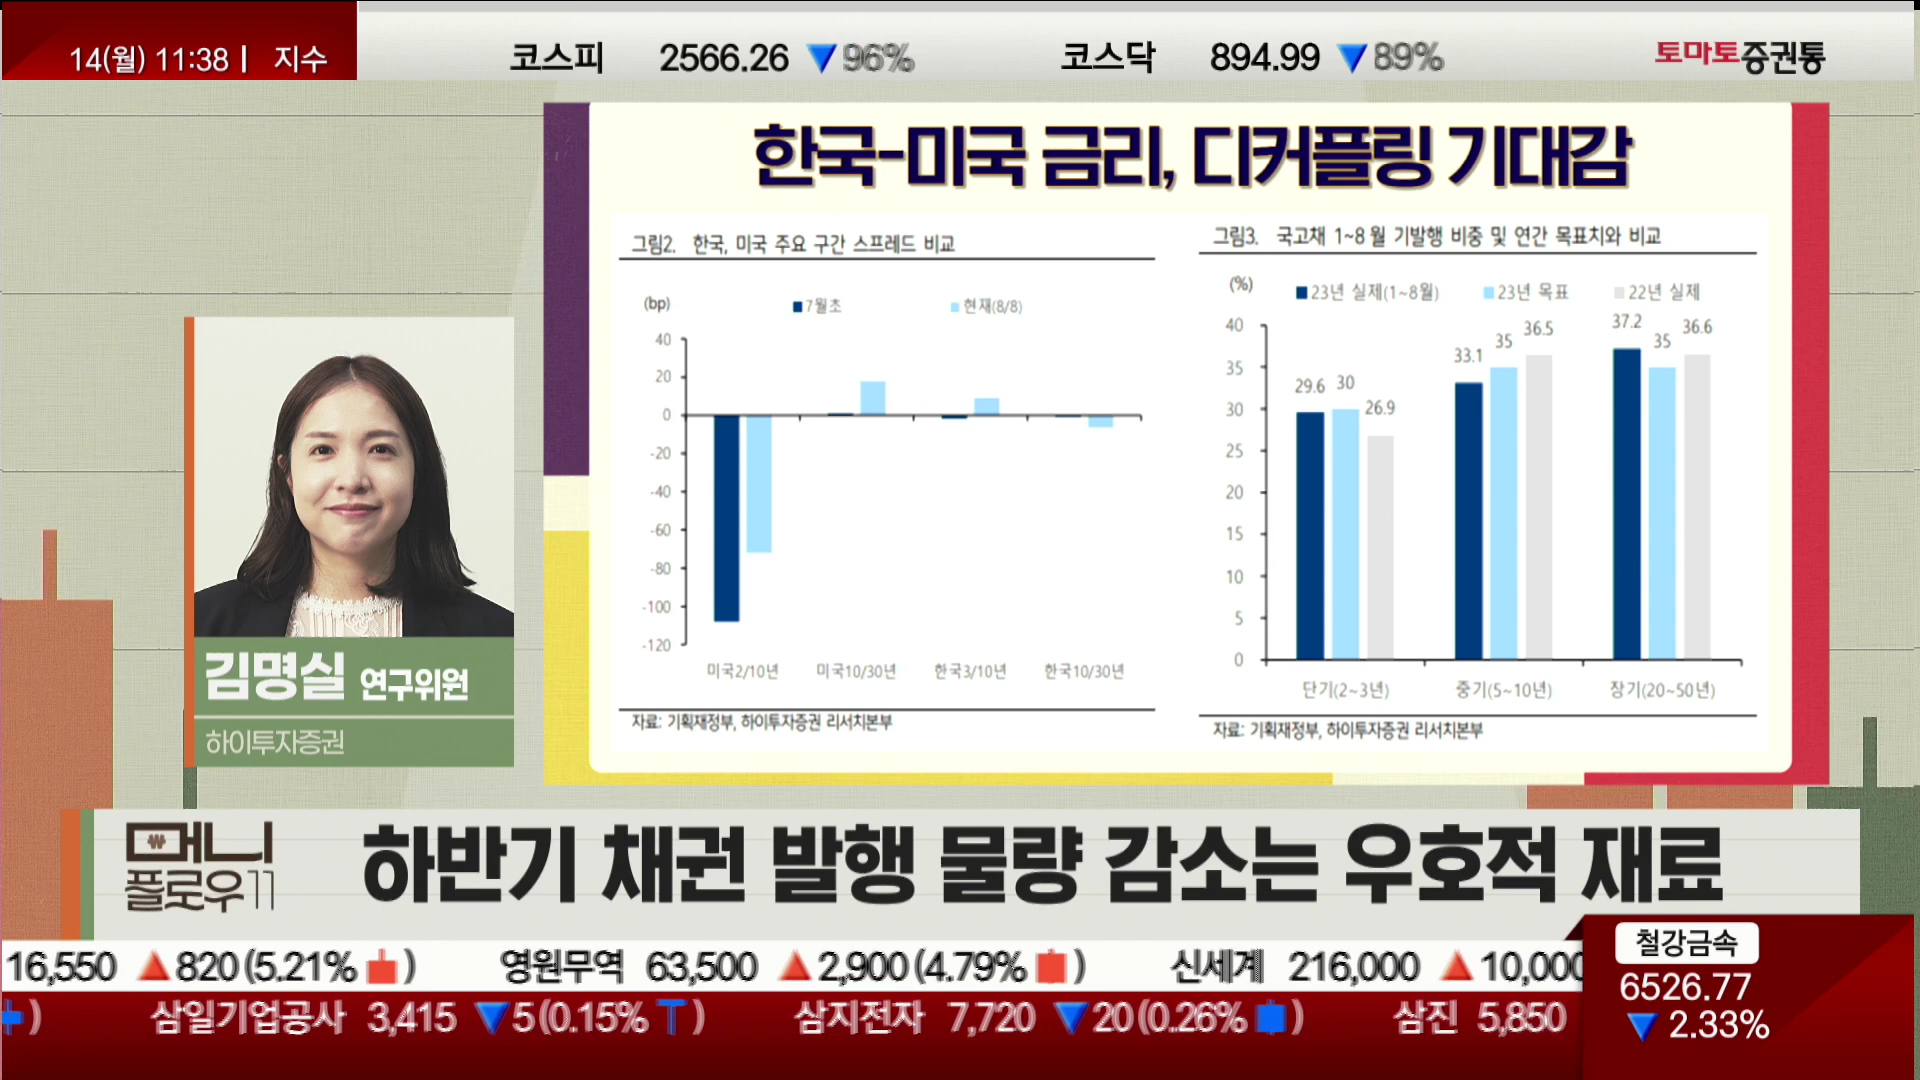 14(월) 11:38 | 지수
코스피 2566.26 ▼96%
코스닥 894.99 ▼89%
토마토증권통
한국-미국 금리, 디커플링 기대감
그림2. 한국, 미국 주요 구간 스프레드 비교
(bp)
■7월초 ■현재(8/8)
40
20
0
-20
-40
-60
-80
-100
-120
미국2/10년 미국10/30년 한국3/10년 한국10/30년
자료: 기획재정부, 하이투자증권 리서치본부
그림3. 국고채 1~8월 기발행 비중 및 연간 목표치와 비교
(%)
■23년 실제(1~8월) ■23년 목표 ■22년 실제
40
35
30
25
20
15
10
5
0
29.6 30 26.9
33.1 35 36.5
37.2 35 36.6
단기(2~3년) 중기(5~10년) 장기(20~50년)
자료: 기획재정부, 하이투자증권 리서치본부
김명실 연구위원
하이투자증권
머니
플로우11
하반기 채권 발행 물량 감소는 우호적 재료
16,550 ▲820(5.21% ) 영원무역 63,500 ▲2,900(4.79% ) 신세계 216,000 ▲10,000
) 삼일기업공사 3,415 ▼5(0.15% ) 삼지전자 7,720 ▼20(0.26% ) 삼진 5,850
철강금속
6526.77
▼ 2.33%